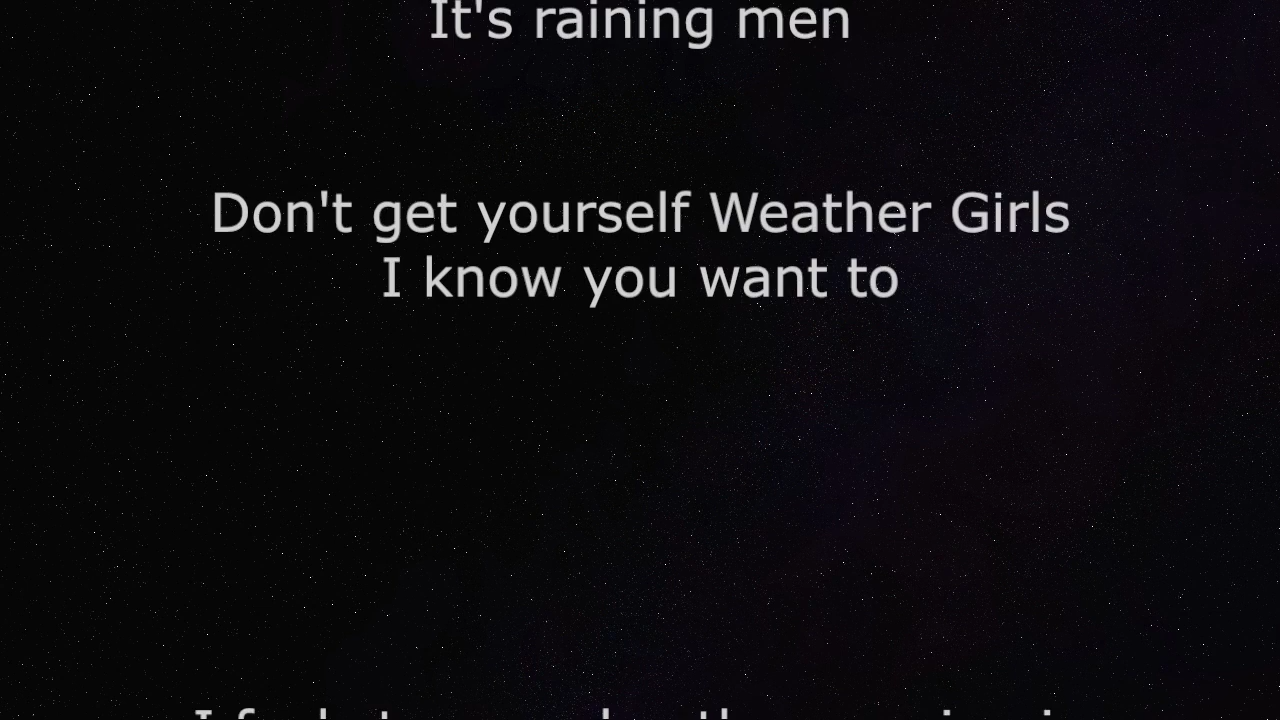 It's raining men
Don't get yourself Weather Girls
I know you want to